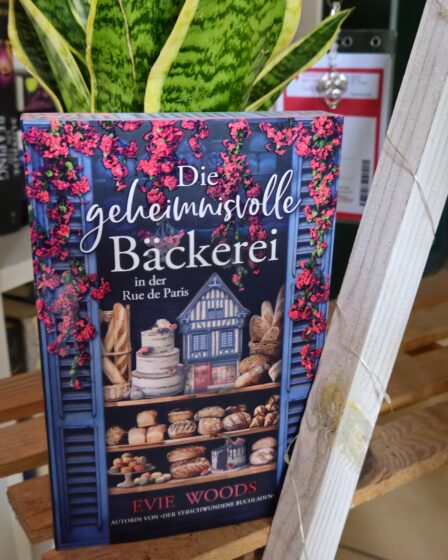 Die
geheimnisvolle
Bäckerei
in der
Rue de Paris
EVIE WOODS
AUTORIN VON »DER VERSCHWUNDENE BUCHLADEN«